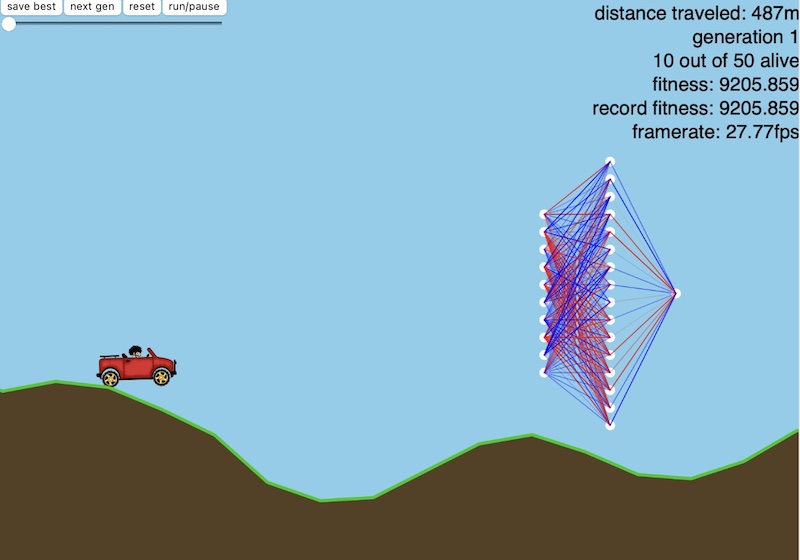 save best next gen reset run/pause
distance traveled: 487m
generation 1
10 out of 50 alive
fitness: 9205.859
record fitness: 9205.859
framerate: 27.77fps